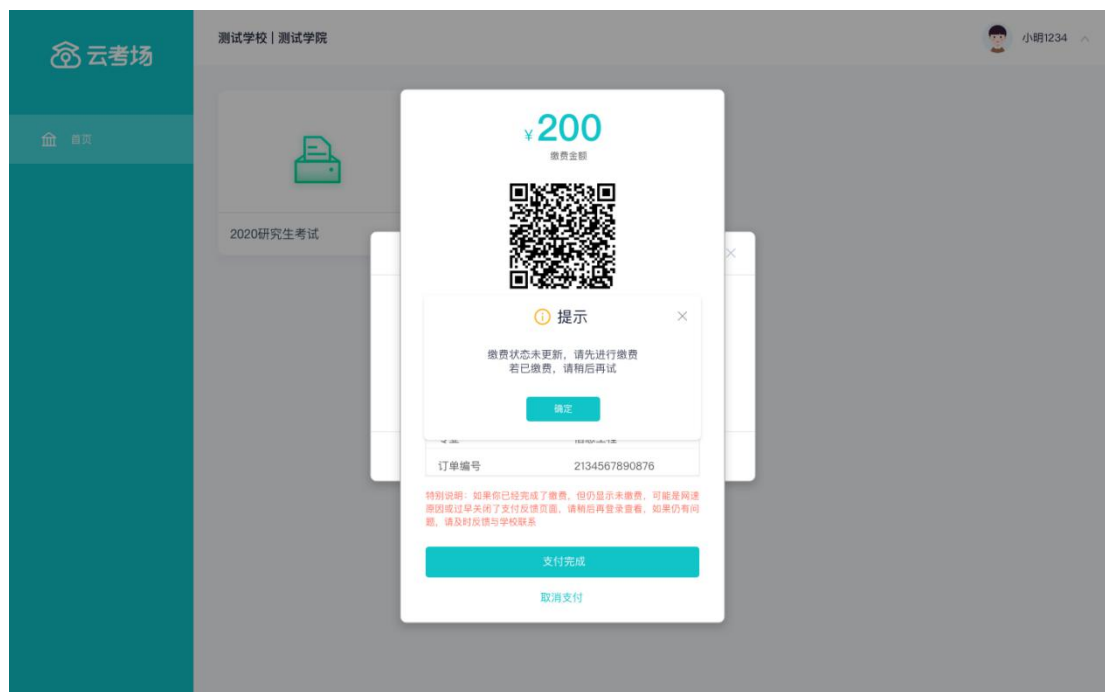 云考场
测试学校 | 测试学院
小明1234
首页
2020研究生考试
¥200
缴费金额
提示
缴费状态未更新，请先进行缴费
若已缴费，请稍后再试
确定
订单编号 2134567890876
特别说明：如果你已经完成了缴费，但仍显示未缴费，可能是网速
原因或过早关闭了支付反馈页面，请稍后再登录查看，如果仍有问
题，请及时反馈与学校联系
支付完成
取消支付